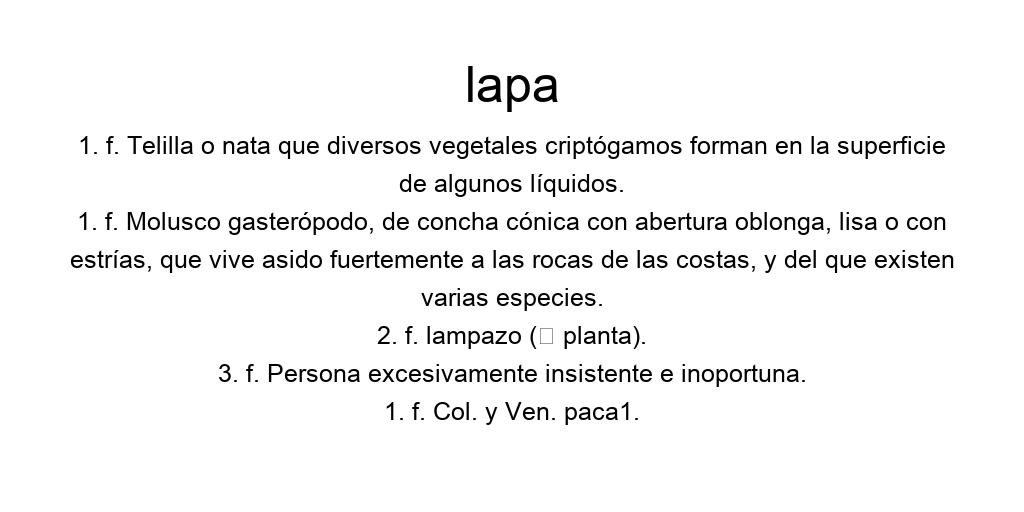 lapa
1. f. Telilla o nata que diversos vegetales criptógamos forman en la superficie
de algunos líquidos.
1. f. Molusco gasterópodo, de concha cónica con abertura oblonga, lisa o con
estrías, que vive asido fuertemente a las rocas de las costas, y del que existen
varias especies.
2. f. lampazo (▯ planta).
3. f. Persona excesivamente insistente e inoportuna.
1. f. Col. y Ven. paca1.